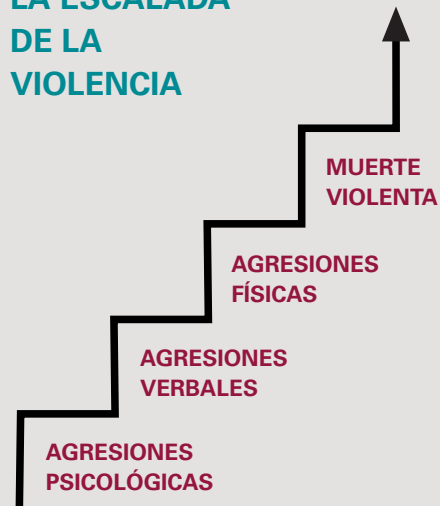 LA ESCALADA
DE LA
VIOLENCIA
MUERTE
VIOLENTA
AGRESIONES
FÍSICAS
AGRESIONES
VERBALES
AGRESIONES
PSICOLÓGICAS